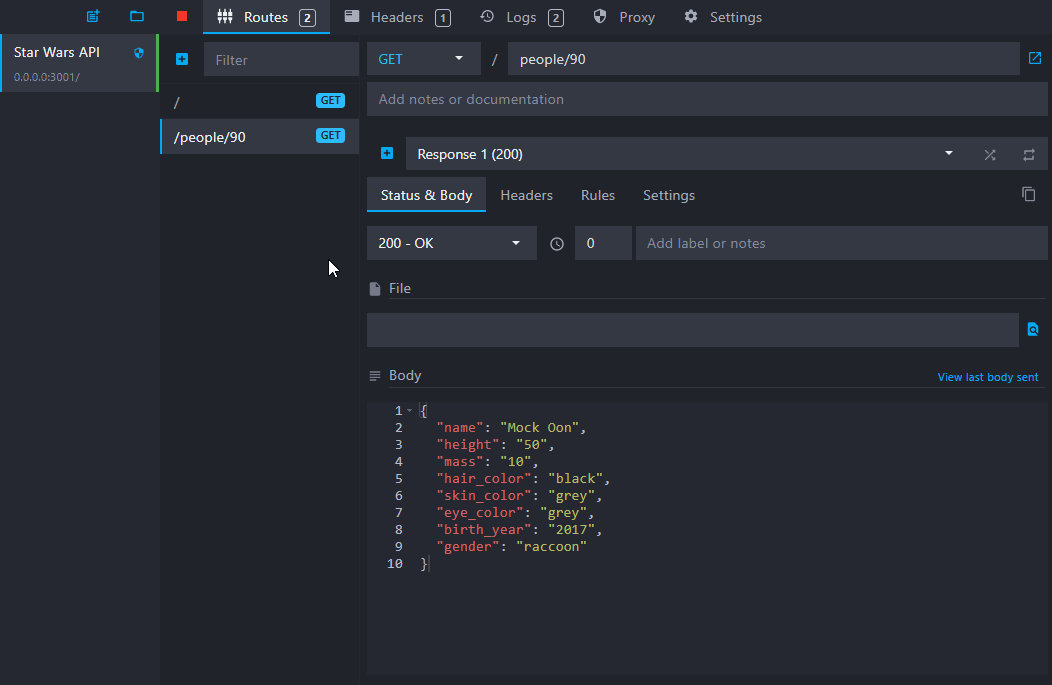 Routes 2 Headers 1 Logs 2 Proxy Settings
Star Wars API
0.0.0.0:3001/
Filter
/ GET
/people/90 GET
GET / people/90
Add notes or documentation
Response 1 (200)
Status & Body Headers Rules Settings
200 - OK 0 Add label or notes
File
Body View last body sent
1 {
2 "name": "Mock Oon",
3 "height": "50",
4 "mass": "10",
5 "hair_color": "black",
6 "skin_color": "grey",
7 "eye_color": "grey",
8 "birth_year": "2017",
9 "gender": "raccoon"
10 }